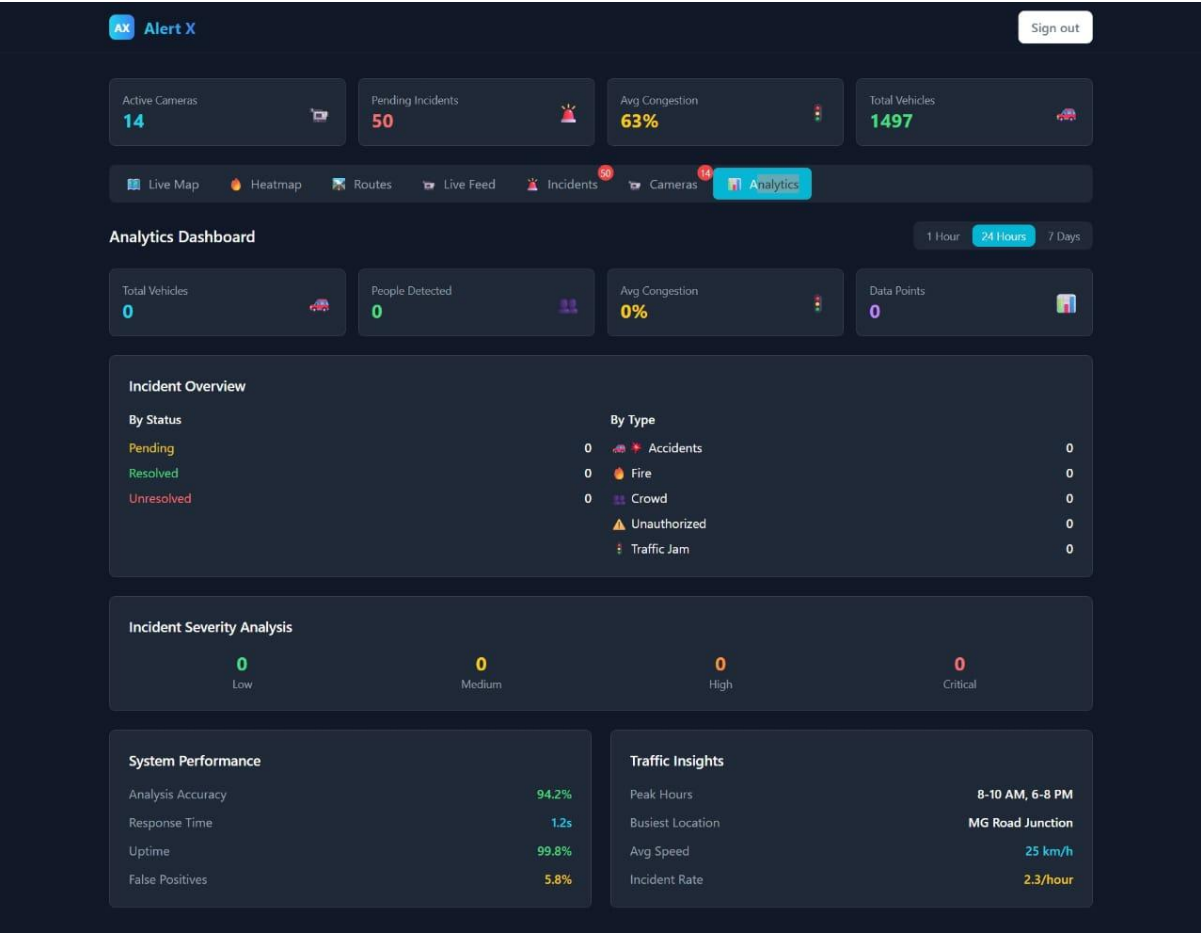 AX Alert X Sign out
Active Cameras Pending Incidents Avg Congestion Total Vehicles
14 50 63% 1497
50 14
Live Map Heatmap Routes Live Feed Incidents Cameras Analytics
Analytics Dashboard 1 Hour 24 Hours 7 Days
Total Vehicles People Detected Avg Congestion Data Points
0 0 0% 0
Incident Overview
By Status By Type
Pending 0 Accidents 0
Resolved 0 Fire 0
Unresolved 0 Crowd 0
Unauthorized 0
Traffic Jam 0
Incident Severity Analysis
0 0 0 0
Low Medium High Critical
System Performance Traffic Insights
Analysis Accuracy 94.2% Peak Hours 8-10 AM, 6-8 PM
Response Time 1.2s Busiest Location MG Road Junction
Uptime 99.8% Avg Speed 25 km/h
False Positives 5.8% Incident Rate 2.3/hour